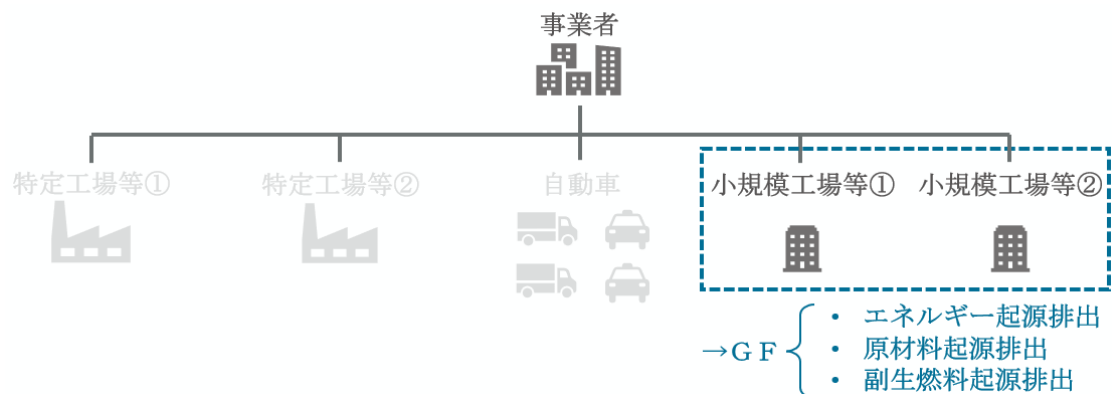 事業者
特定工場等①
特定工場等②
自動車
小規模工場等①
小規模工場等②
→GF
・ エネルギー起源排出
・ 原材料起源排出
・ 副生燃料起源排出